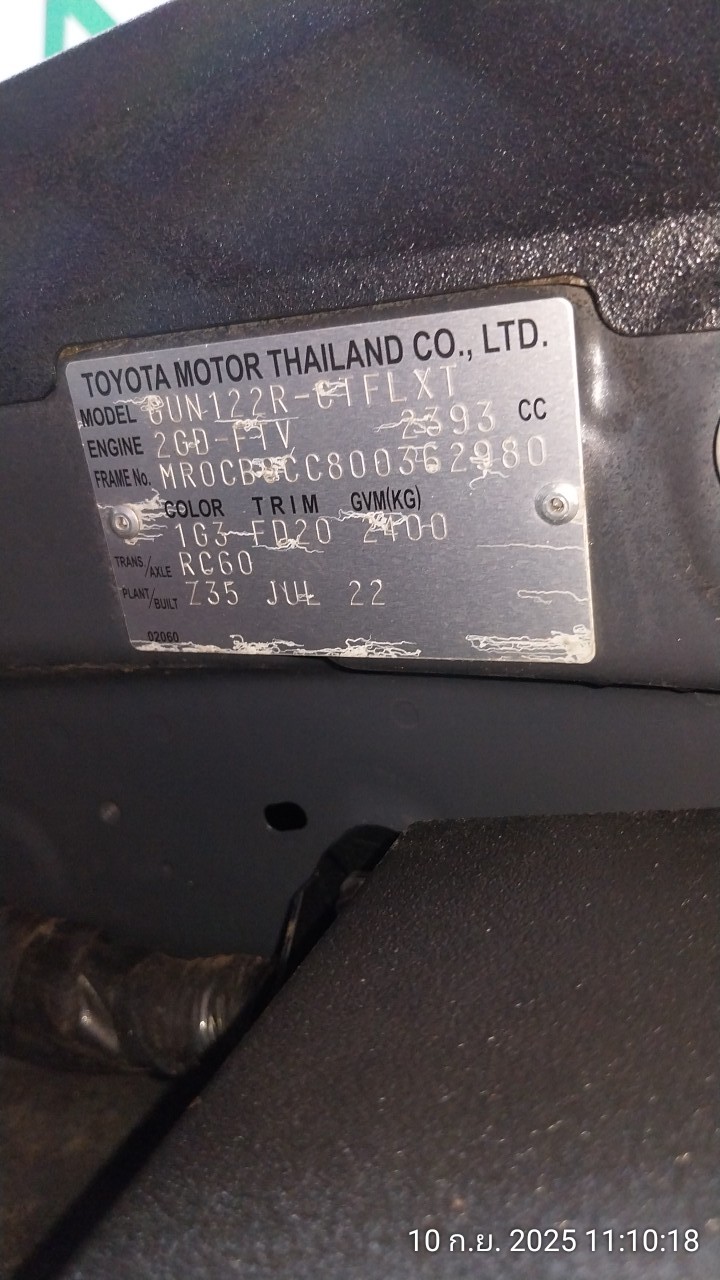 TOYOTA MOTOR THAILAND CO., LTD.
MODEL GUN122R-CTFLXT
ENGINE 2GD-FTV 2393 CC
FRAME No. MR0CB8CC800362980
COLOR TRIM GVM(KG)
1G3 FD20 2400
TRANS/AXLE RC60
PLANT/BUILT Z35 JUL 22
02060
10 ก.ย. 2025 11:10:18